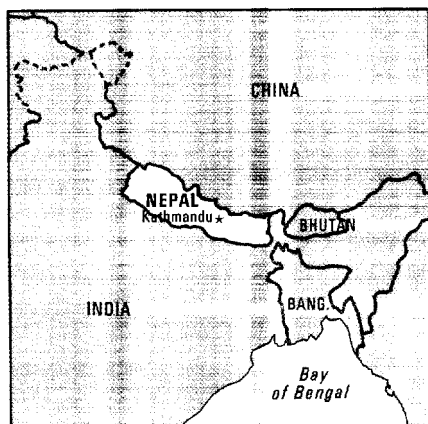 CHINA
NEPAL
Kathmandu
BHUTAN
INDIA
BANG.
Bay
of Bengal